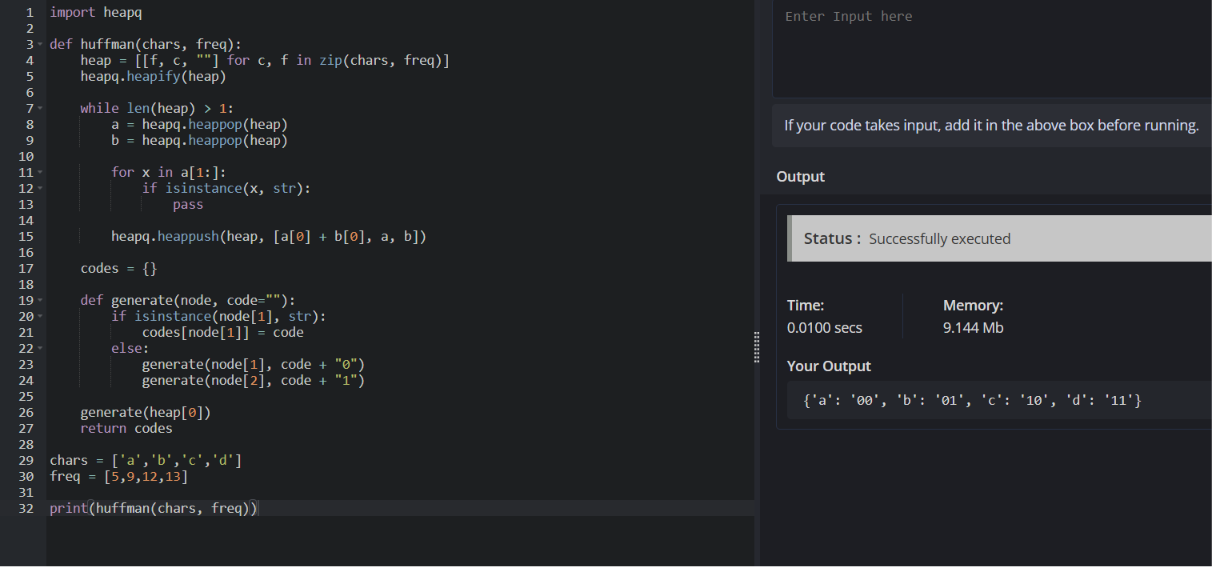 1 import heapq
2
3 def huffman(chars, freq):
4     heap = [[f, c, ""] for c, f in zip(chars, freq)]
5     heapq.heapify(heap)
6
7     while len(heap) > 1:
8         a = heapq.heappop(heap)
9         b = heapq.heappop(heap)
10
11         for x in a[1:]:
12             if isinstance(x, str):
13                 pass
14
15         heapq.heappush(heap, [a[0] + b[0], a, b])
16
17     codes = {}
18
19     def generate(node, code=""):
20         if isinstance(node[1], str):
21             codes[node[1]] = code
22         else:
23             generate(node[1], code + "0")
24             generate(node[2], code + "1")
25
26     generate(heap[0])
27     return codes
28
29 chars = ['a','b','c','d']
30 freq = [5,9,12,13]
31
32 print(huffman(chars, freq))
Enter Input here
If your code takes input, add it in the above box before running.
Output
Status : Successfully executed
Time: Memory:
0.0100 secs 9.144 Mb
Your Output
{'a': '00', 'b': '01', 'c': '10', 'd': '11'}